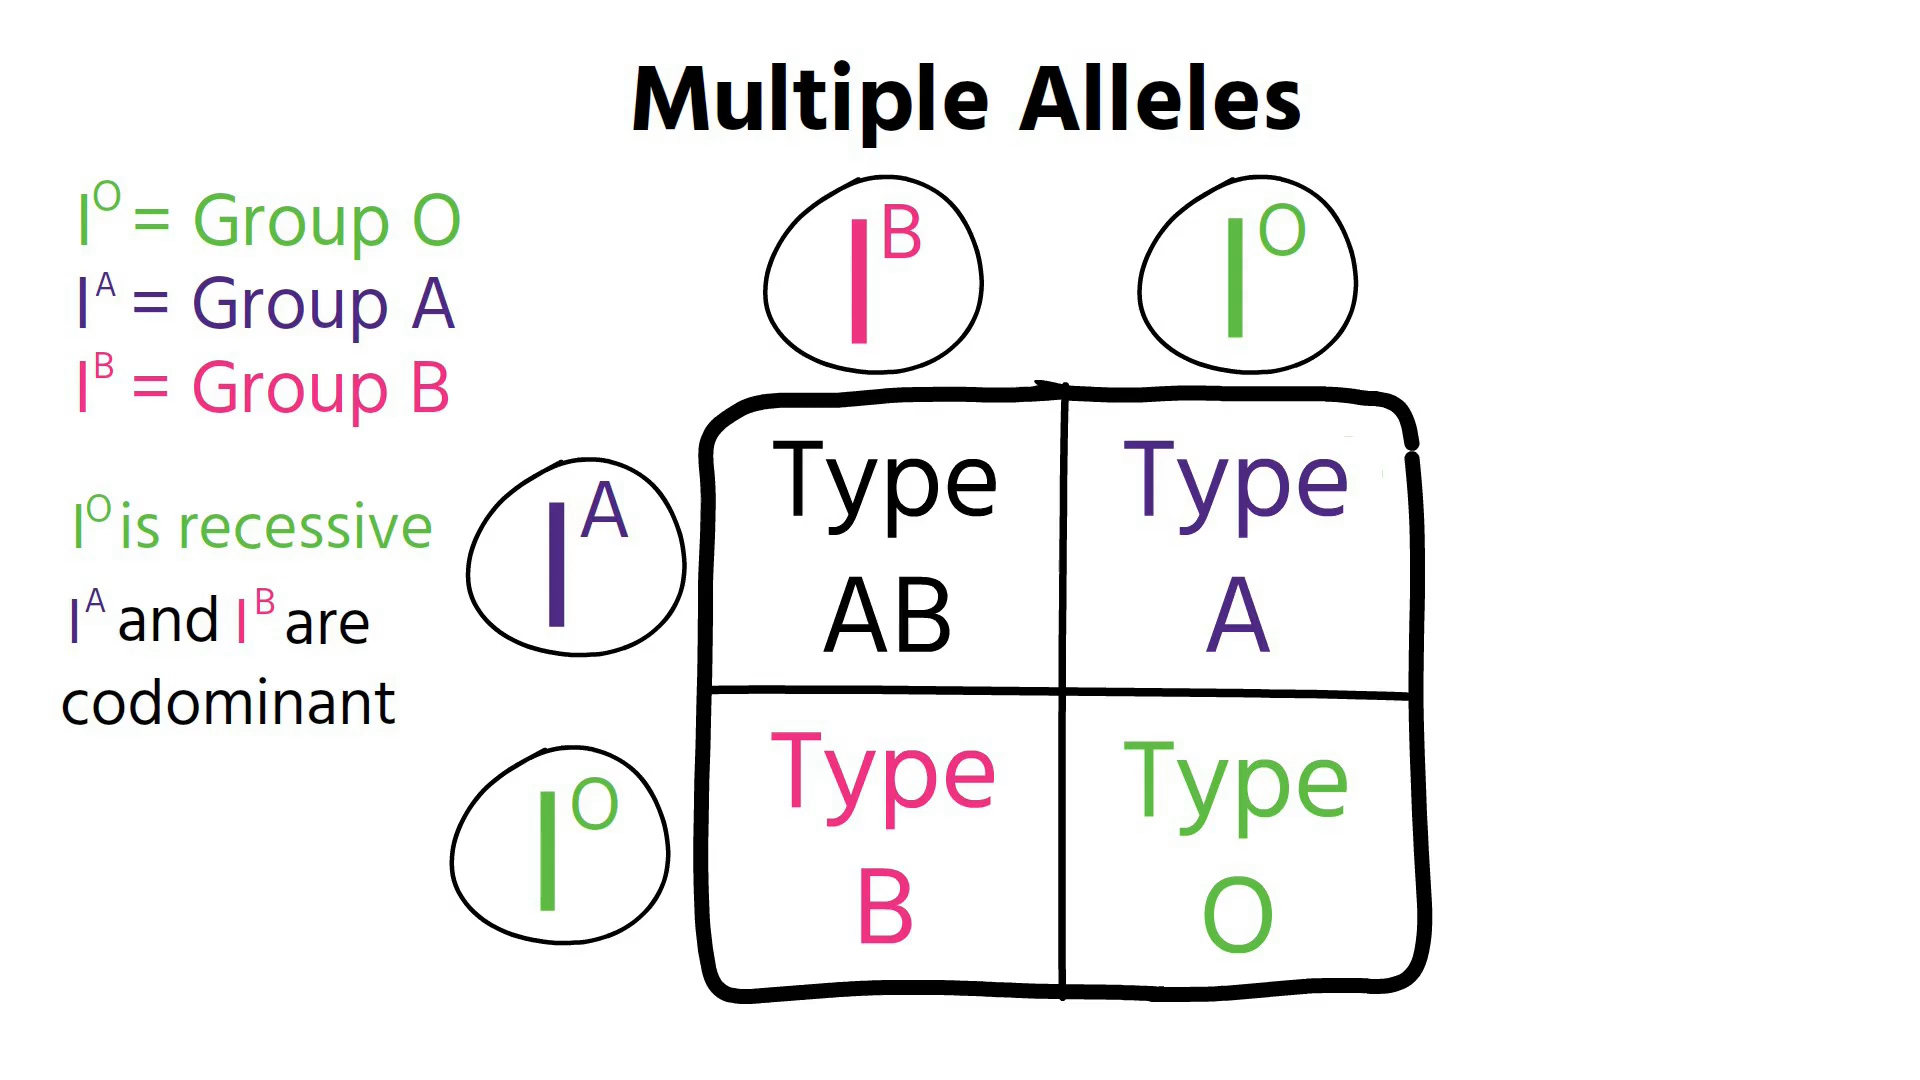 Multiple Alleles
I^O = Group O
I^A = Group A
I^B = Group B
I^O is recessive
I^A and I^B are
codominant
I^B
I^O
I^A
I^O
Type
AB
Type
A
Type
B
Type
O